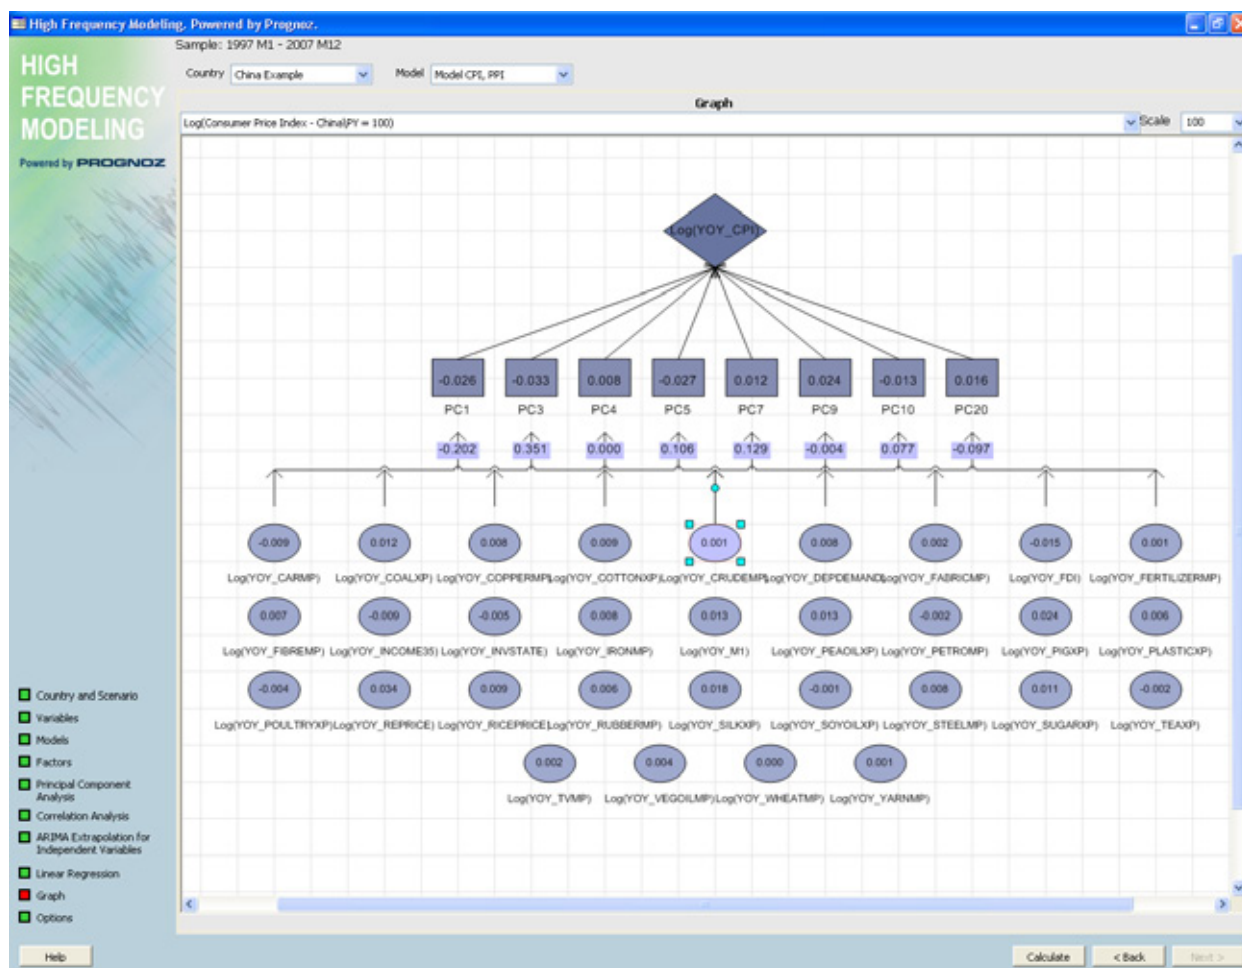 High Frequency Modeling. Powered by Prognoz.
Sample: 1997 M1 - 2007 M12
HIGH
FREQUENCY
MODELING
Powered by PROGNOZ
Country China Example Model Model CPI, PPI
Graph
Log(Consumer Price Index - China|PY = 100) Scale 100
Log(YOY_CPI)
-0.026 -0.033 0.008 -0.027 0.012 0.024 -0.013 0.016
PC1 PC3 PC4 PC5 PC7 PC9 PC10 PC20
-0.202 0.351 0.000 0.106 0.129 -0.004 0.077 -0.097
-0.009 0.012 0.008 0.009 0.001 0.008 0.002 -0.015 0.001
Log(YOY_CARMP) Log(YOY_COALXP) Log(YOY_COPPERMP) Log(YOY_COTTONXP) Log(YOY_CRUDEMP) Log(YOY_DEPDEMAND) Log(YOY_FABRICMP) Log(YOY_FDI) Log(YOY_FERTILIZERMP)
0.007 -0.009 -0.005 0.008 0.013 0.013 -0.002 0.024 0.006
Log(YOY_FIBREMP) Log(YOY_INCOME35) Log(YOY_INVSTATE) Log(YOY_IRONMP) Log(YOY_M1) Log(YOY_PEAOILXP) Log(YOY_PETROMP) Log(YOY_PIGXP) Log(YOY_PLASTICXP)
-0.004 0.034 0.009 0.006 0.018 -0.001 0.008 0.011 -0.002
Log(YOY_POULTRYXP) Log(YOY_REPRICE) Log(YOY_RICEPRICE) Log(YOY_RUBBERMP) Log(YOY_SILKXP) Log(YOY_SOYOILXP) Log(YOY_STEELMP) Log(YOY_SUGARXP) Log(YOY_TEAXP)
0.002 0.004 0.000 0.001
Log(YOY_TVMP) Log(YOY_VEGOILMP) Log(YOY_WHEATMP) Log(YOY_YARNMP)
Country and Scenario
Variables
Models
Factors
Principal Component
Analysis
Correlation Analysis
ARIMA Extrapolation for
Independent Variables
Linear Regression
Graph
Options
Help Calculate < Back Next >